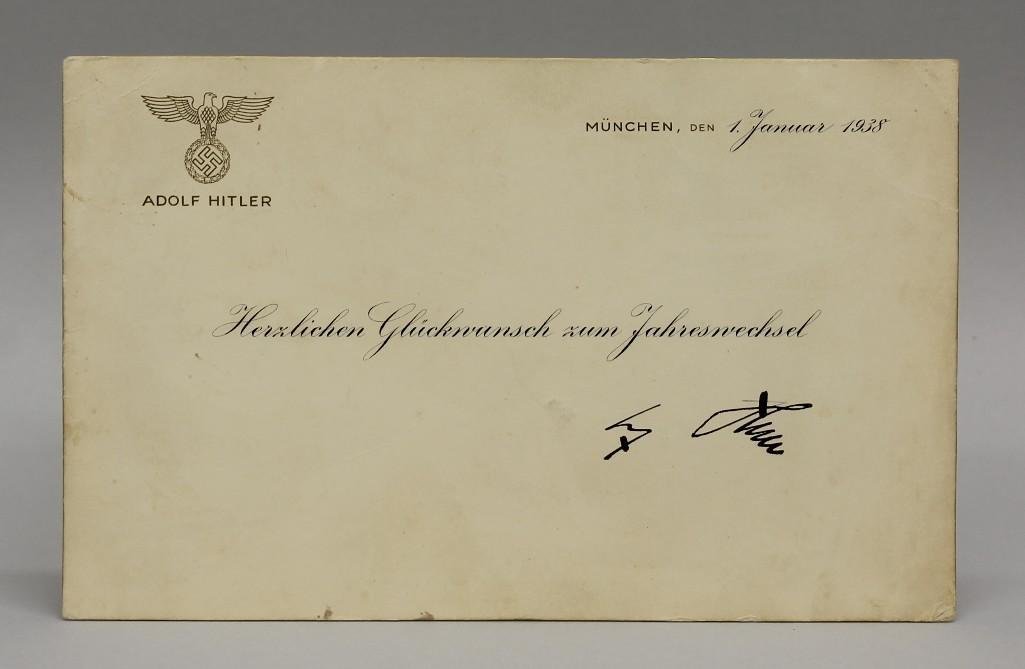 MÜNCHEN, DEN 1. Januar 1938
ADOLF HITLER
Herzlichen Glückwunsch zum Jahreswechsel